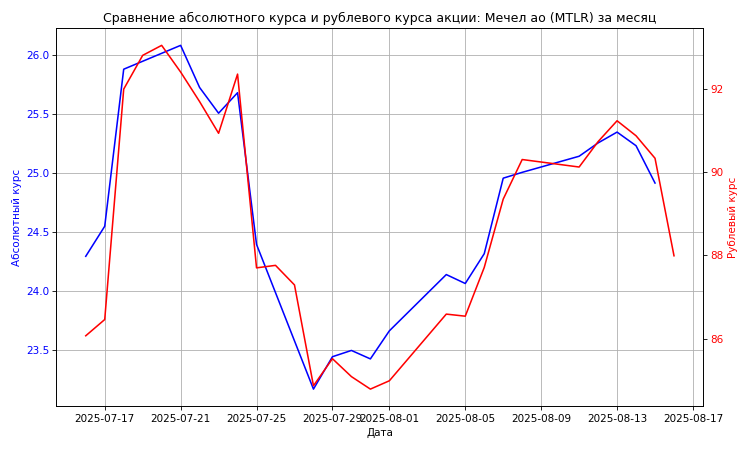 Сравнение абсолютного курса и рублевого курса акции: Мечел ао (MTLR) за месяц
26.0
25.5
25.0
24.5
24.0
23.5
Абсолютный курс
92
90
88
86
Рублевый курс
2025-07-17 2025-07-21 2025-07-25 2025-07-29 2025-08-01 2025-08-05 2025-08-09 2025-08-13 2025-08-17
Дата